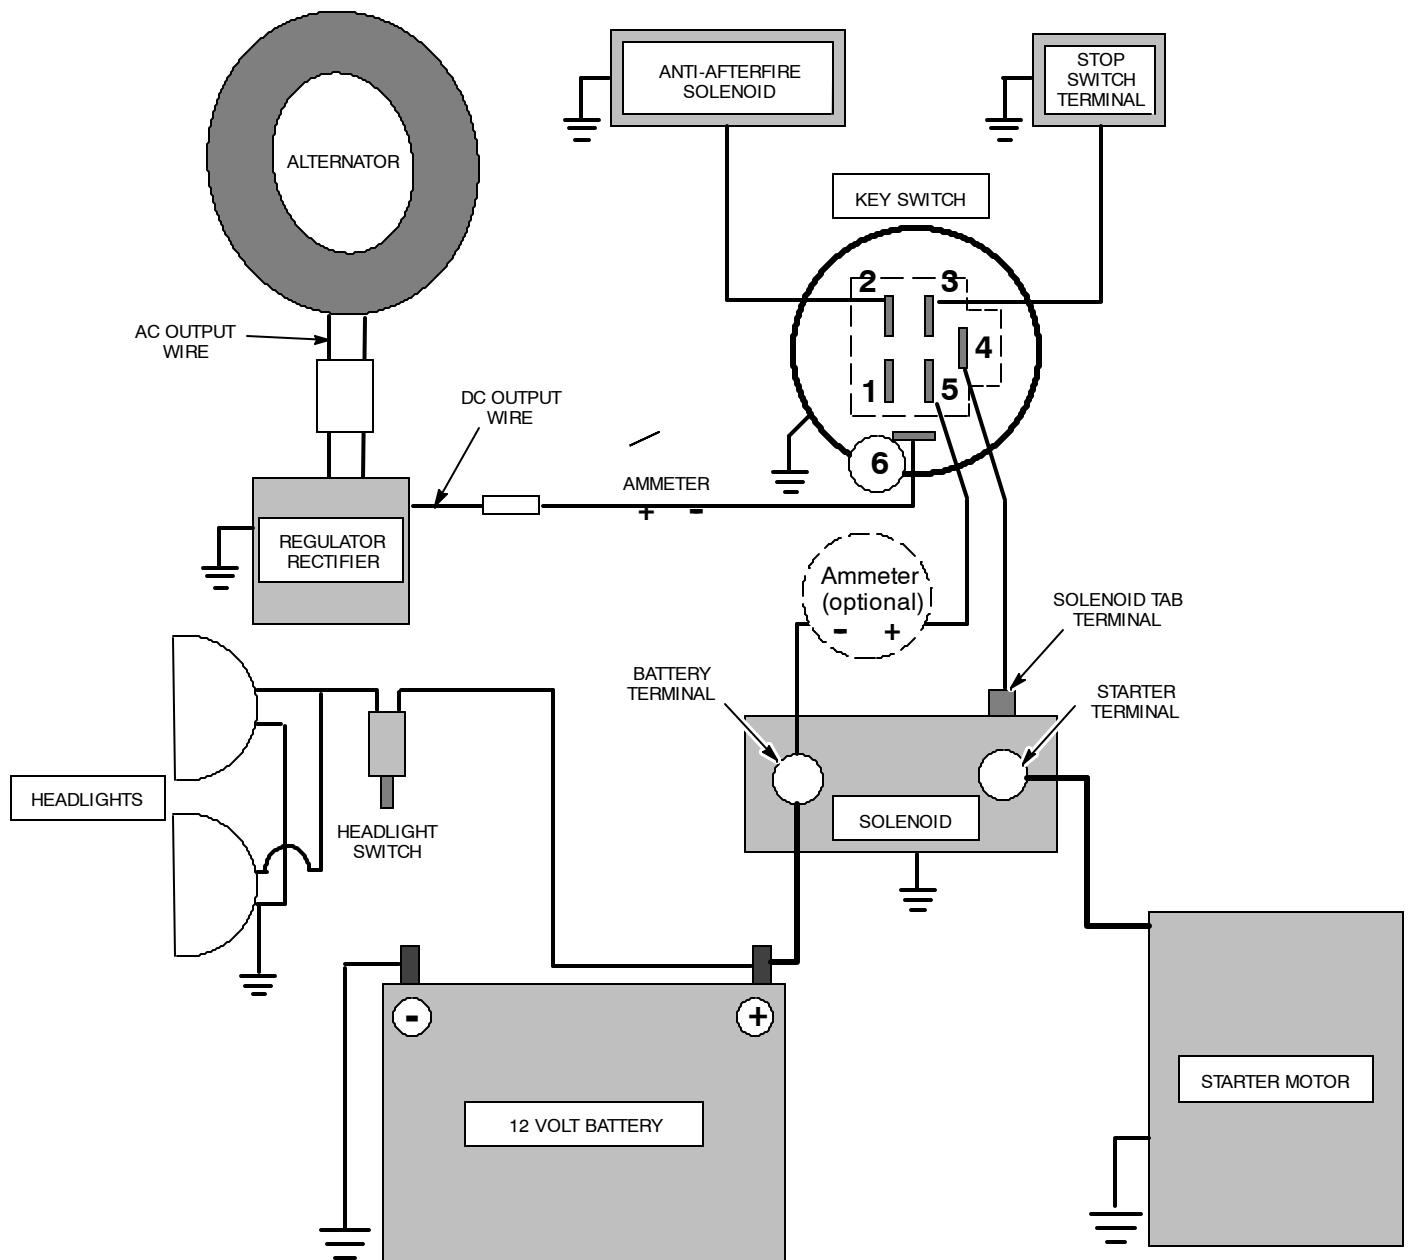 ANTI-AFTERFIRE
SOLENOID
STOP
SWITCH
TERMINAL
ALTERNATOR
KEY SWITCH
2
3
4
1
5
6
AC OUTPUT
WIRE
DC OUTPUT
WIRE
AMMETER
+ -
REGULATOR
RECTIFIER
Ammeter
(optional)
- +
SOLENOID TAB
TERMINAL
BATTERY
TERMINAL
STARTER
TERMINAL
HEADLIGHTS
HEADLIGHT
SWITCH
SOLENOID
- +
12 VOLT BATTERY
STARTER MOTOR